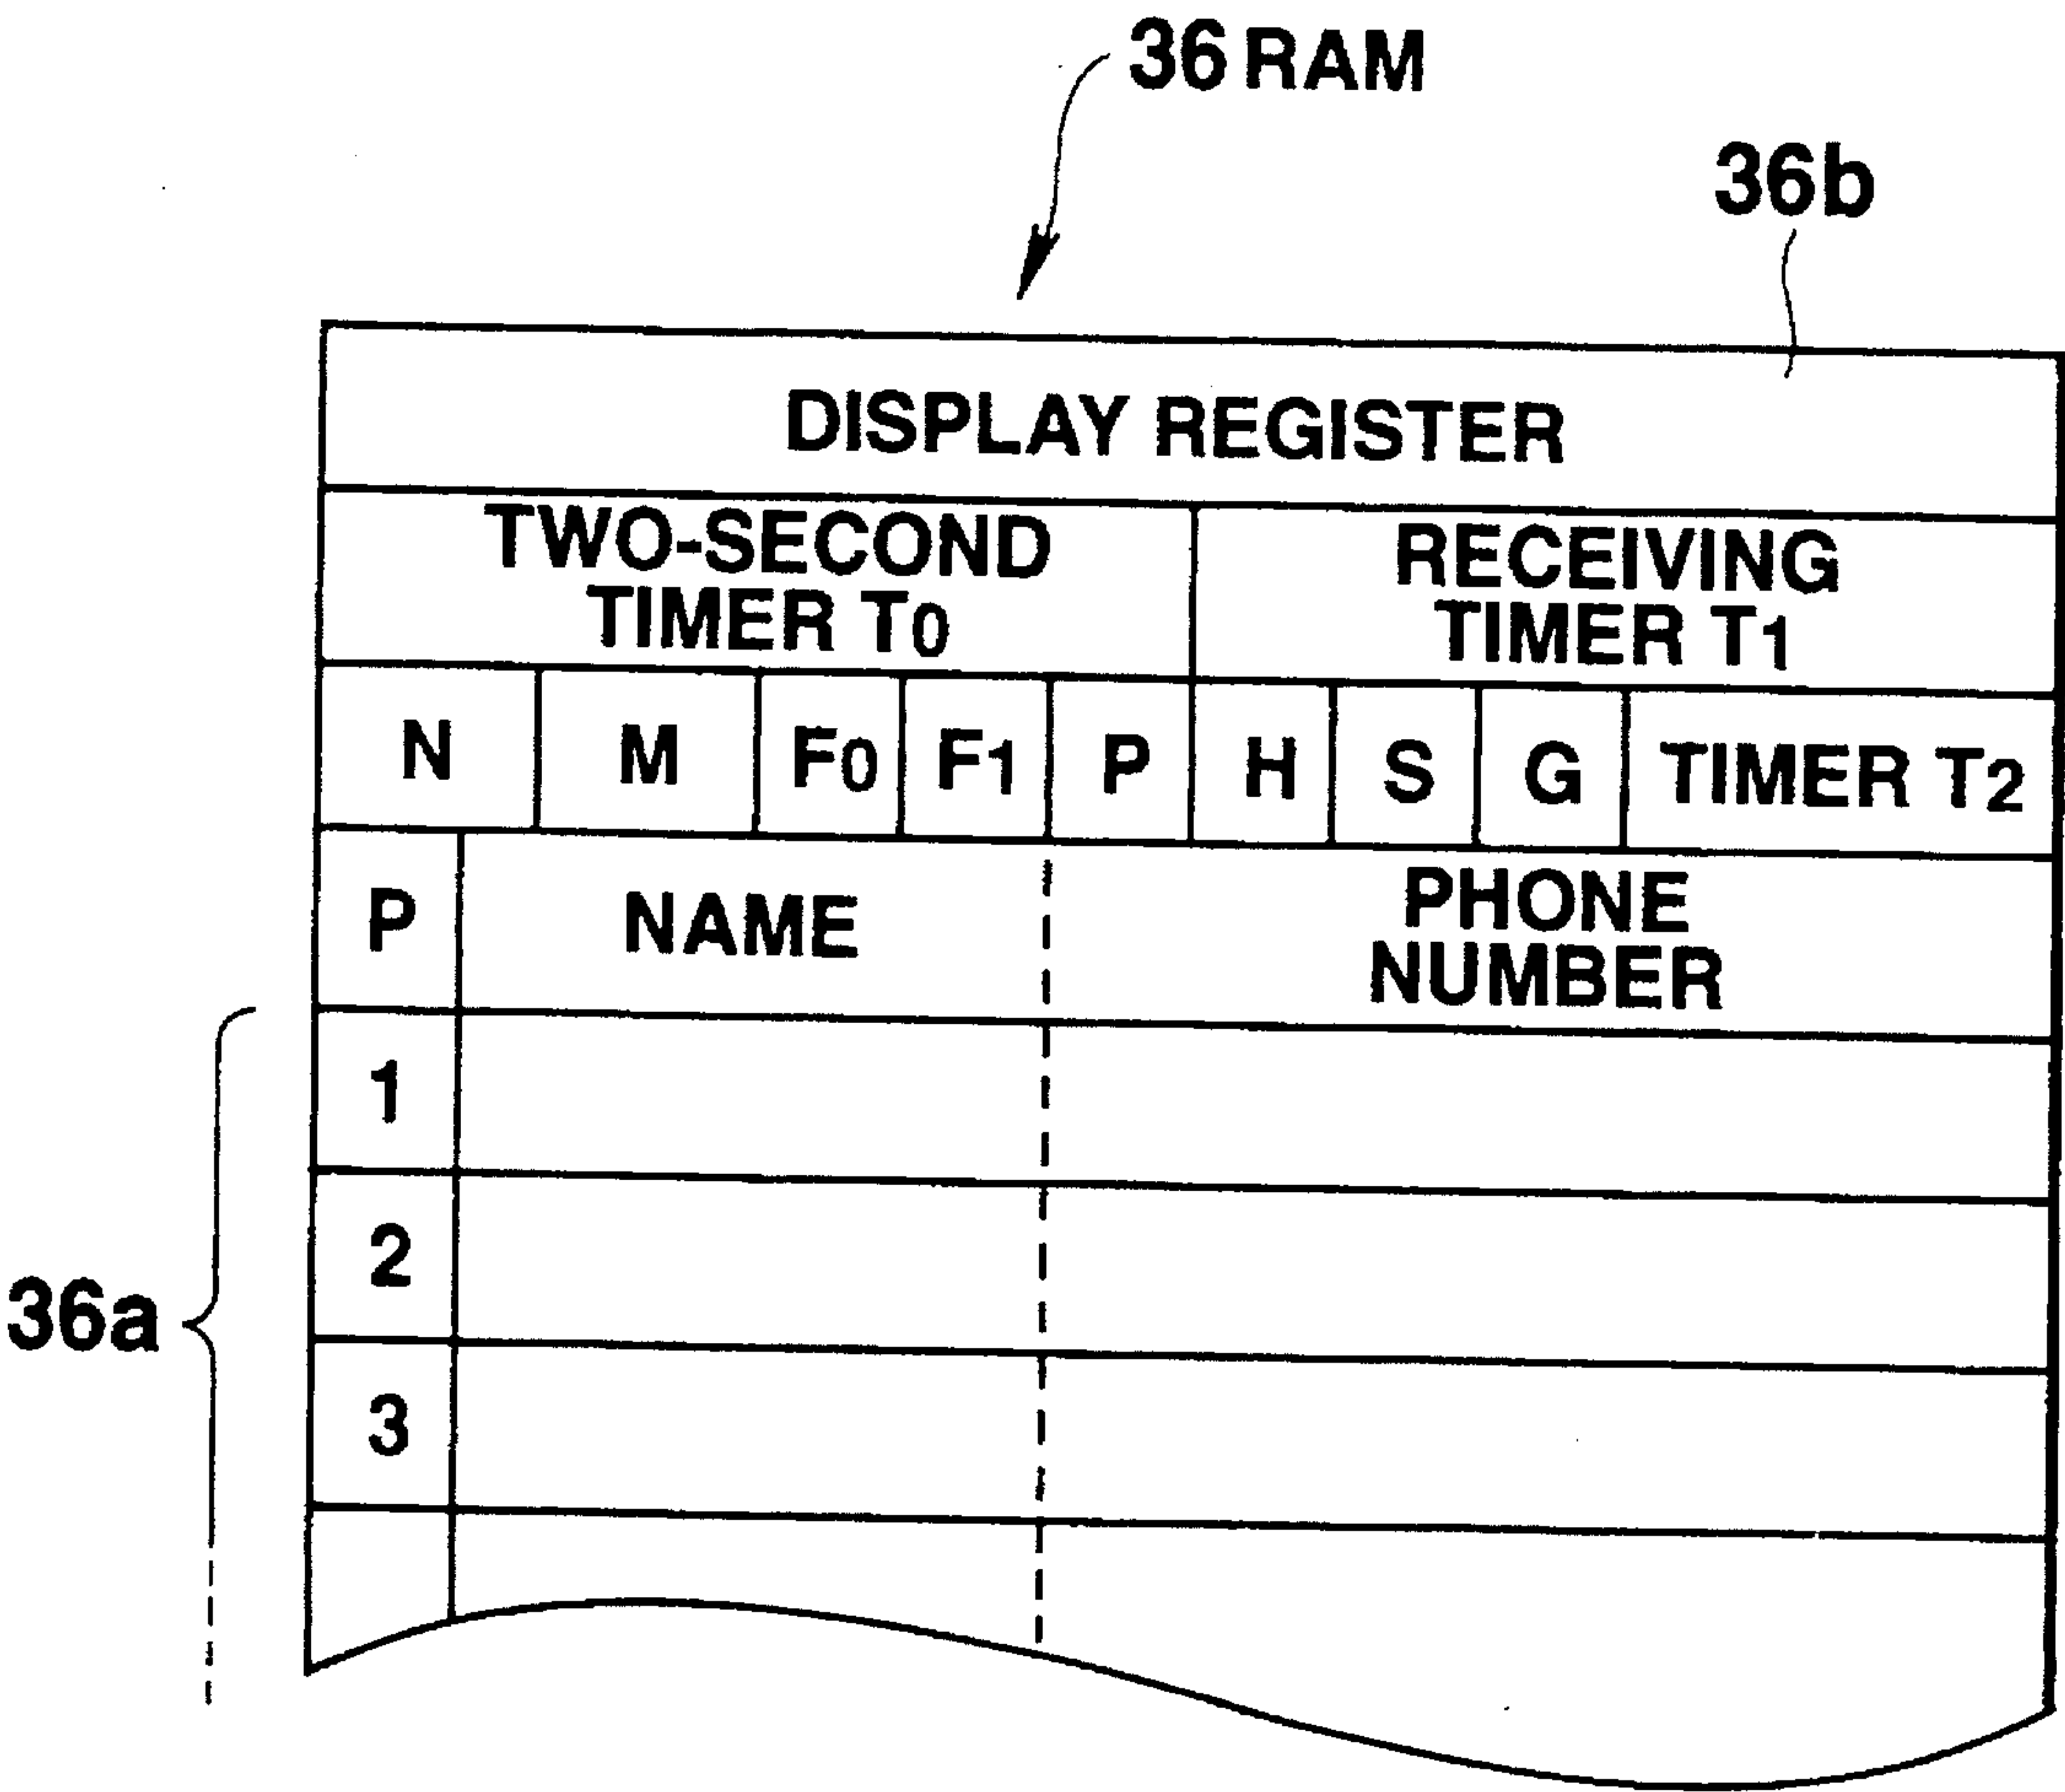 36 RAM
36b
DISPLAY REGISTER
TWO-SECOND
TIMER T0
RECEIVING
TIMER T1
N M F0 F1 P H S G TIMER T2
P NAME PHONE
NUMBER
1
2
36a
3